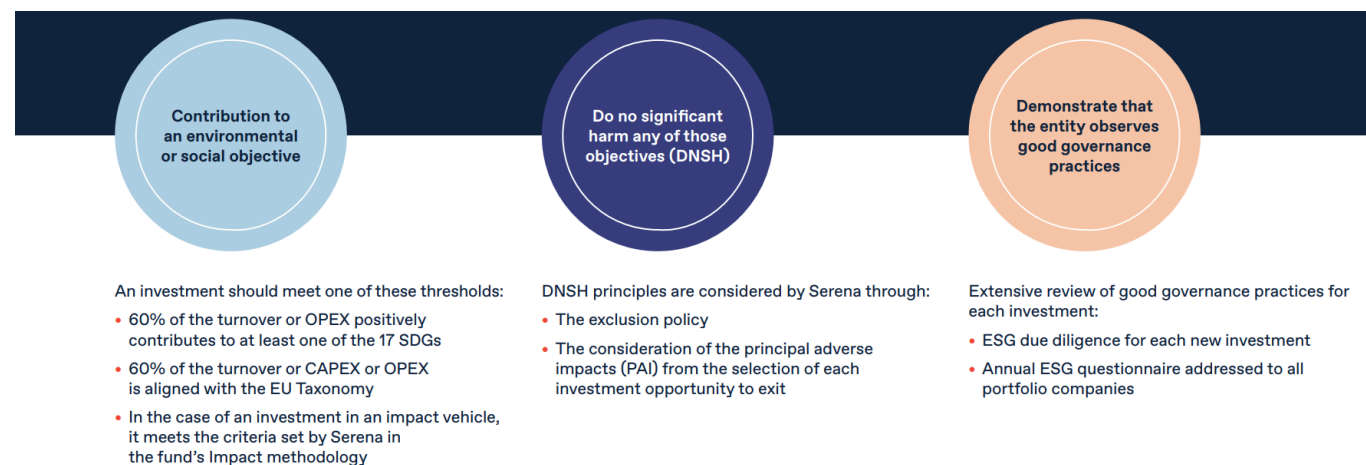 Contribution to
an environmental
or social objective
Do no significant
harm any of those
objectives (DNSH)
Demonstrate that
the entity observes
good governance
practices
An investment should meet one of these thresholds:
• 60% of the turnover or OPEX positively
contributes to at least one of the 17 SDGs
• 60% of the turnover or CAPEX or OPEX
is aligned with the EU Taxonomy
• In the case of an investment in an impact vehicle,
it meets the criteria set by Serena in
the fund's Impact methodology
DNSH principles are considered by Serena through:
• The exclusion policy
• The consideration of the principal adverse
impacts (PAI) from the selection of each
investment opportunity to exit
Extensive review of good governance practices for
each investment:
• ESG due diligence for each new investment
• Annual ESG questionnaire addressed to all
portfolio companies